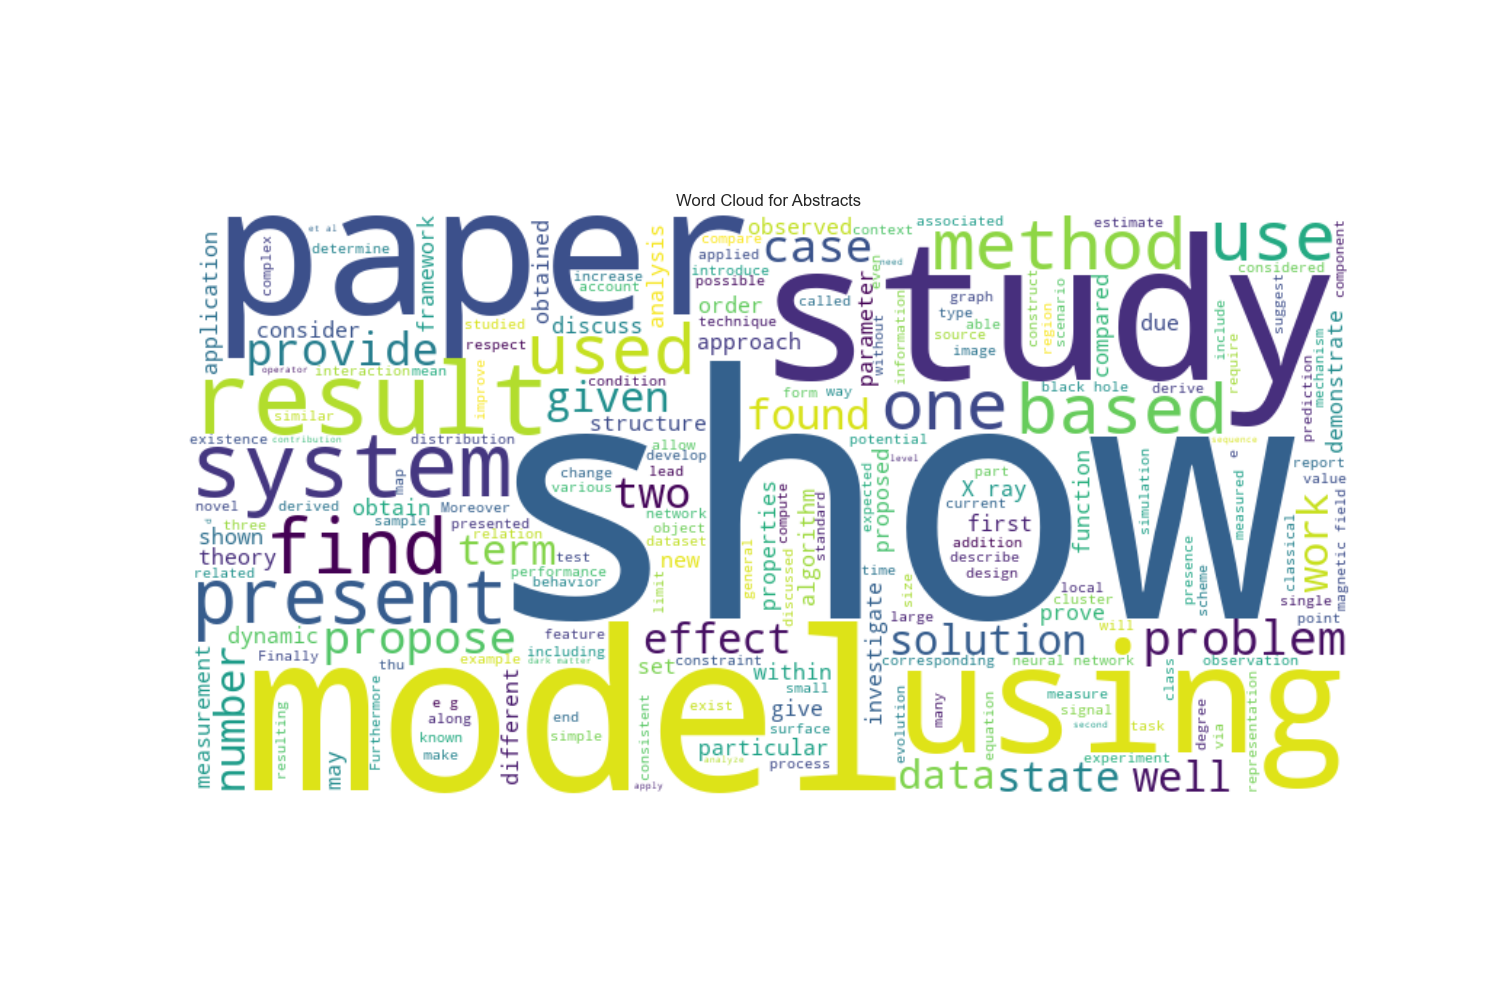 Word Cloud for Abstracts
paper
study
show
model
using
method
use
case
result
used
provide
system
find
present
propose
based
one
found
given
term
two
effect
solution
problem
work
number
data
state
well
observed
context
associated
estimate
considered
component
suggest
et al
determine
complex
application
framework
obtained
increase
account
analysis
compare
applied
introduce
possible
even
need
consider
studied
respect
discuss
order
technique
approach
called
parameter
without
information
graph
type
able
source
image
construct
region
scenario
compared
due
include
require
demonstrate
mechanism
prediction
operator
interaction
mean
improve
similar
condition
structure
form
way
black hole
derive
existence
contribution
distribution
map
change
various
allow
develop
lead
potential
level
sequence
e
report
value
novel
derived
obtain
Moreover
d
three
sample
presented
relation
shown
theory
related
test
performance
behavior
network
object
dataset
new
limit
general
properties
discussed
compute
algorithm
standard
expected
proposed
time
part
X ray
current
first
addition
describe
design
function
simulation
measured
presence
scheme
classical
magnetic field
local
cluster
will
prove
single
point
large
size
investigate
dynamic
Finally
thu
feature
including
example
dark matter
set
constraint
within
small
corresponding
neural network
class
observation
measurement
resulting
may
Furthermore
e g
along
known
make
different
end
simple
consistent
exist
give
surface
particular
process
analyze
apply
evolution
many
equation
measure
signal
second
task
experiment
degree
via
representation